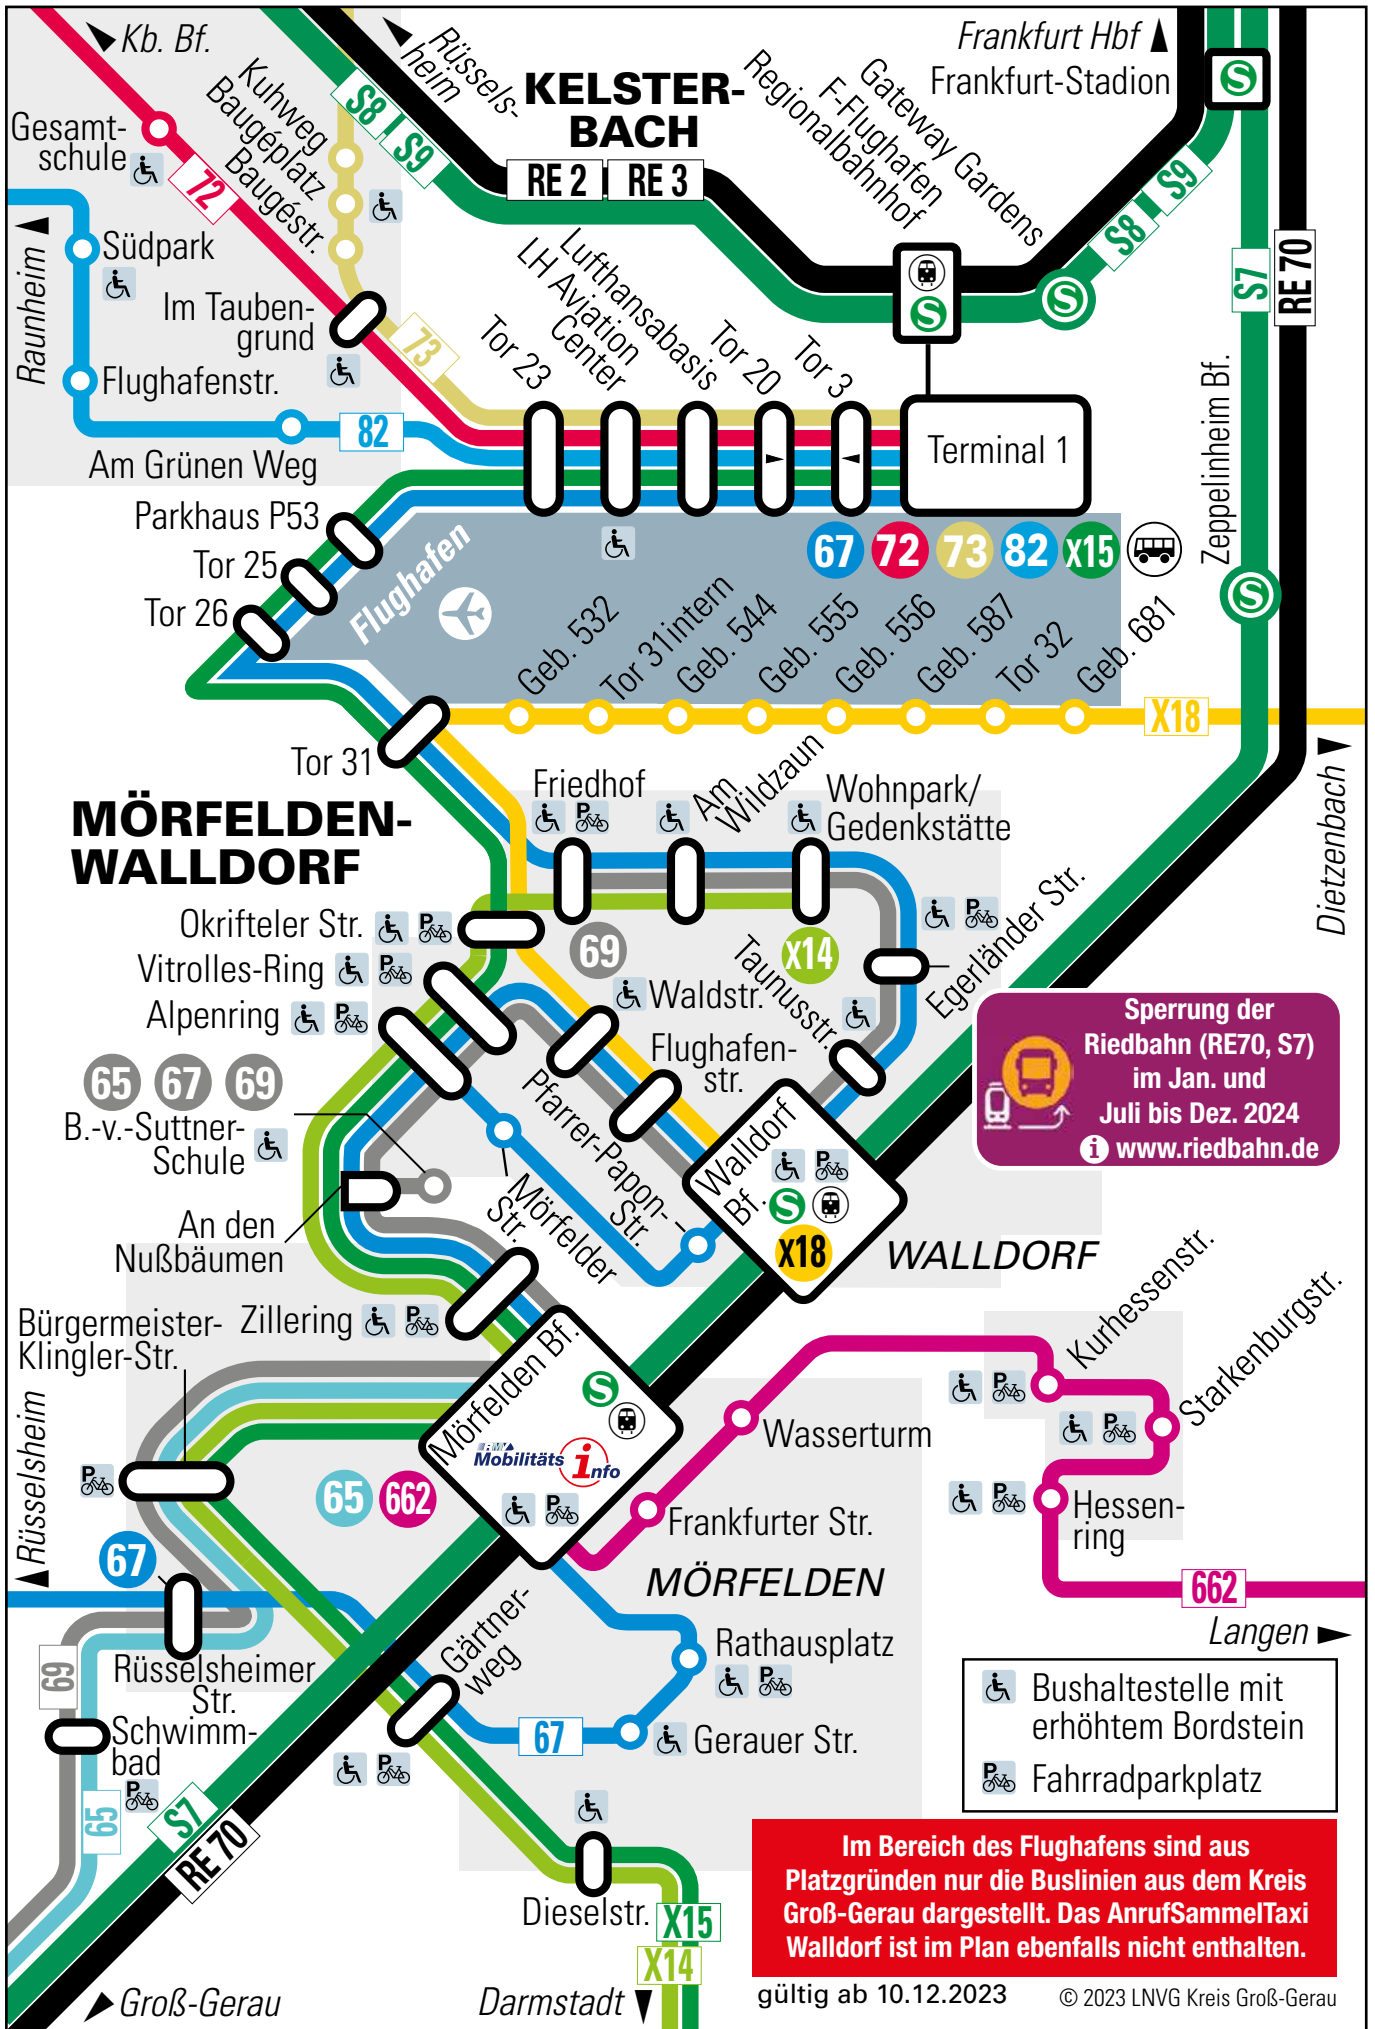 Kb. Bf.
Rüssels-
heim
KELSTER-
BACH
Frankfurt Hbf
Frankfurt-Stadion
S
Gesamt-
schule
72
Kuhweg
Baugéplatz
Baugéstr.
S8 S9
RE 2 RE 3
Regionalbahnhof
F-Flughafen
Gateway Gardens
S8 S9
S7
RE 70
Raunheim
Südpark
Im Tauben-
grund
Flughafenstr.
73
82
Am Grünen Weg
Tor 23
LH Aviation
Center
Lufthansabasis
Tor 20
Tor 3
S
S
Terminal 1
Zeppelinheim Bf.
S
Parkhaus P53
Tor 25
Tor 26
Flughafen
67 72 73 82 X15
Geb. 532
Tor 31 intern
Geb. 544
Geb. 555
Geb. 556
Geb. 587
Tor 32
Geb. 681
X18
Dietzenbach
Tor 31
MÖRFELDEN-
WALLDORF
Friedhof
P
Am
Wildzaun
Wohnpark/
Gedenkstätte
Okrifteler Str.
P
Vitrolles-Ring
P
Alpenring
P
69
X14
P
Egerländer Str.
Taunusstr.
Waldstr.
Flughafen-
str.
65 67 69
B.-v.-Suttner-
Schule
An den
Nußbäumen
Pfarrer-Papon-
Str.
Mörfelder
Str.
Walldorf
Bf.
P
S
X18
WALLDORF
Sperrung der
Riedbahn (RE70, S7)
im Jan. und
Juli bis Dez. 2024
i www.riedbahn.de
Zillering
P
Bürgermeister-
Klingler-Str.
P
Rüsselsheim
Mörfelden Bf.
S
Mobilitäts info
P
65 662
Kurhessenstr.
P
Starkenburgstr.
P
Hessen-
ring
P
Wasserturm
Frankfurter Str.
662
Langen
MÖRFELDEN
67
Rüsselsheimer
Str.
69
Schwimm-
bad
P
65
S7
RE 70
Gärtner-
weg
P
Rathausplatz
P
67
Gerauer Str.
Dieselstr.
X15
X14
Groß-Gerau
Darmstadt
Bushaltestelle mit
erhöhtem Bordstein
P
Fahrradparkplatz
Im Bereich des Flughafens sind aus
Platzgründen nur die Buslinien aus dem Kreis
Groß-Gerau dargestellt. Das AnrufSammelTaxi
Walldorf ist im Plan ebenfalls nicht enthalten.
gültig ab 10.12.2023
© 2023 LNVG Kreis Groß-Gerau